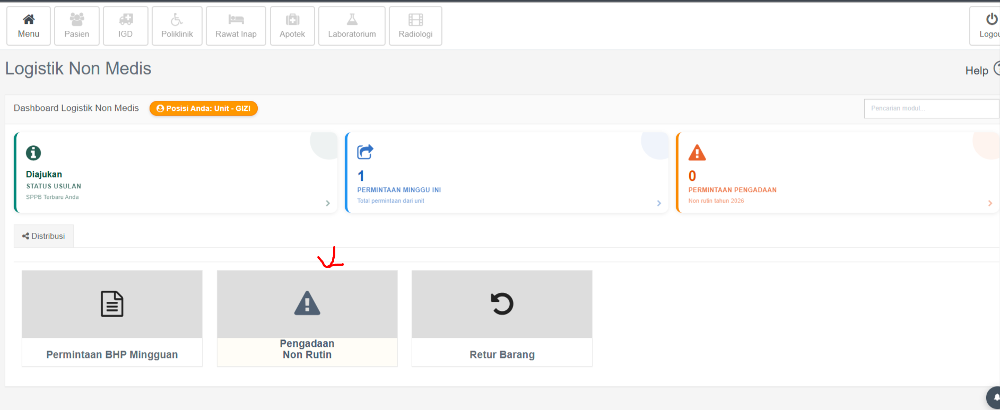 Menu
Pasien
IGD
Poliklinik
Rawat Inap
Apotek
Laboratorium
Radiologi
Logou
Logistik Non Medis
Help
Dashboard Logistik Non Medis
Posisi Anda: Unit - GIZI
Pencarian modul...
Diajukan
STATUS USULAN
SPPB Terbaru Anda
1
PERMINTAAN MINGGU INI
Total permintaan dari unit
0
PERMINTAAN PENGADAAN
Non rutin tahun 2026
Distribusi
Permintaan BHP Mingguan
Pengadaan
Non Rutin
Retur Barang